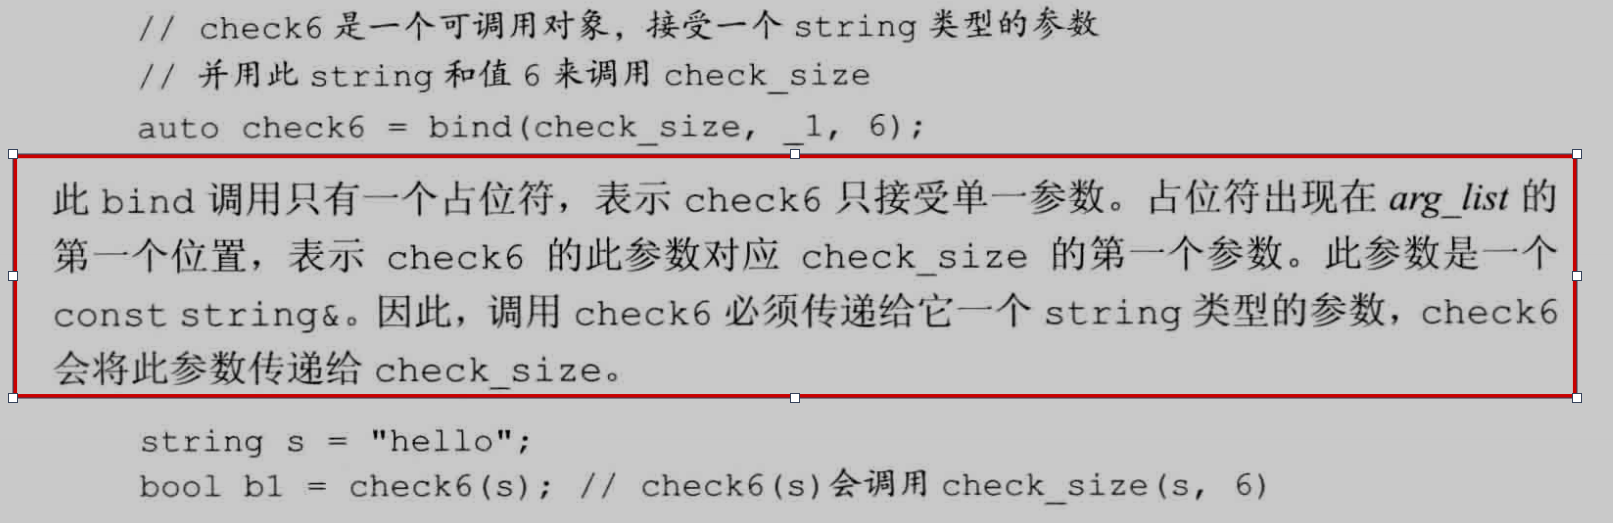 // check6 是一个可调用对象，接受一个 string 类型的参数
// 并用此 string 和值 6 来调用 check_size
auto check6 = bind(check_size, _1, 6);
此 bind 调用只有一个占位符，表示 check6 只接受单一参数。占位符出现在 arg_list 的
第一个位置，表示 check6 的此参数对应 check_size 的第一个参数。此参数是一个
const string&。因此，调用 check6 必须传递给它一个 string 类型的参数，check6
会将此参数传递给 check_size。
string s = "hello";
bool b1 = check6(s); // check6(s)会调用 check_size(s, 6)